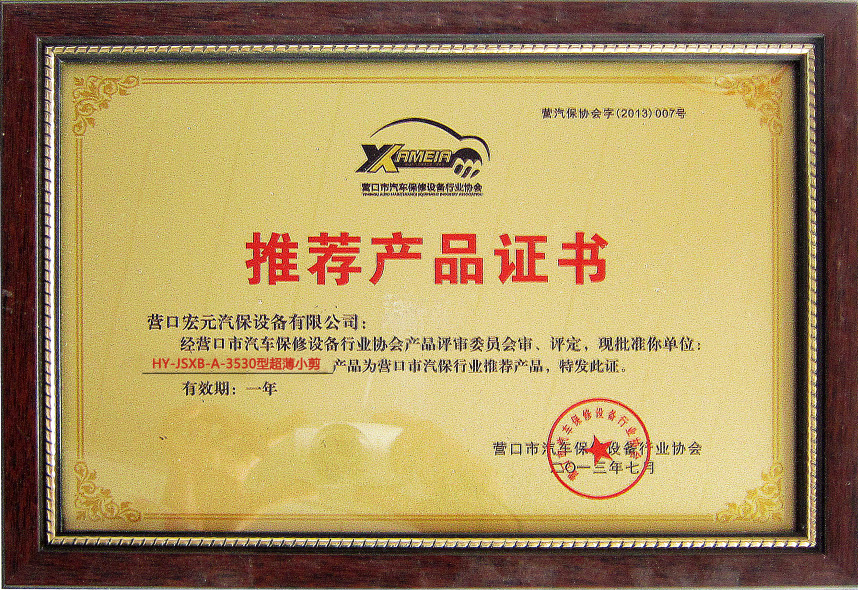 营汽保协会字(2013)007号
YKAMEIA
营口市汽车保修设备行业协会
推荐产品证书
营口宏元汽保设备有限公司：
经营口市汽车保修设备行业协会产品评审委员会审、评定，现批准你单位：
HY-JSXB-A-3530型超薄小剪 产品为营口市汽保行业推荐产品，特发此证。
有效期：一年
营口市汽车保修设备行业协会
二〇一三年七月